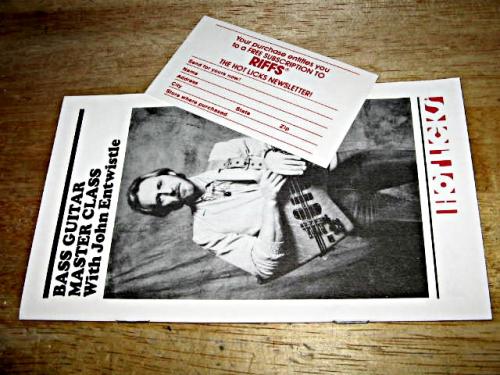 Your purchase entitles you
to a FREE SUBSCRIPTION TO
RIFFS®
THE HOT LICKS NEWSLETTER!
Send for yours now!
Name
Address
City State Zip
Store where purchased
BASS GUITAR
MASTER CLASS
With John Entwistle
HOT LICKS